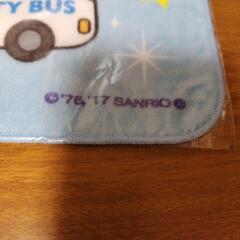 TY BUS
© '76, '17 SANRIO ®